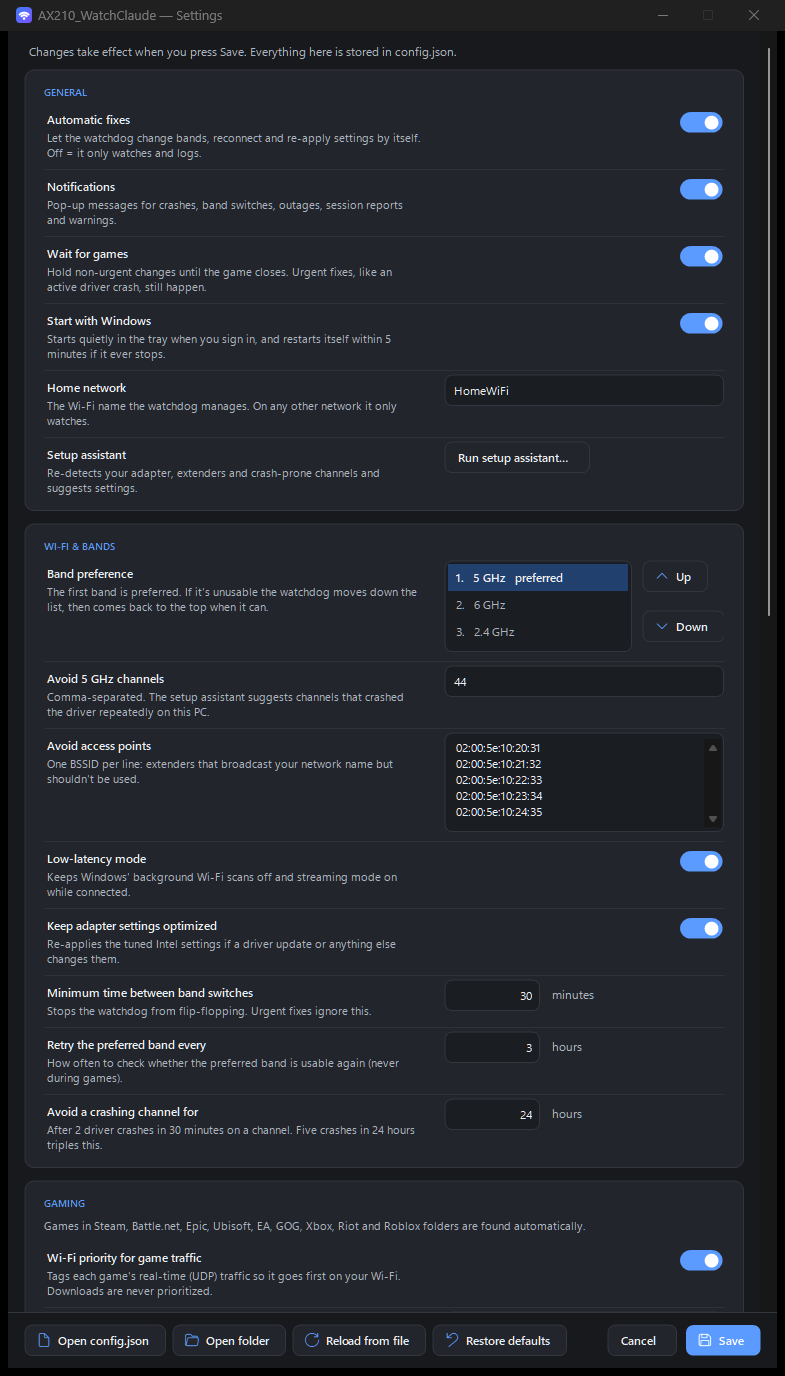 AX210_WatchClaude — Settings
Changes take effect when you press Save. Everything here is stored in config.json.
GENERAL
Automatic fixes
Let the watchdog change bands, reconnect and re-apply settings by itself.
Off = it only watches and logs.
Notifications
Pop-up messages for crashes, band switches, outages, session reports
and warnings.
Wait for games
Hold non-urgent changes until the game closes. Urgent fixes, like an
active driver crash, still happen.
Start with Windows
Starts quietly in the tray when you sign in, and restarts itself within 5
minutes if it ever stops.
Home network
HomeWiFi
The Wi-Fi name the watchdog manages. On any other network it only
watches.
Setup assistant
Run setup assistant...
Re-detects your adapter, extenders and crash-prone channels and
suggests settings.
WI-FI & BANDS
Band preference
The first band is preferred. If it's unusable the watchdog moves down the
list, then comes back to the top when it can.
1. 5 GHz preferred
2. 6 GHz
3. 2.4 GHz
Up
Down
Avoid 5 GHz channels
44
Comma-separated. The setup assistant suggests channels that crashed
the driver repeatedly on this PC.
Avoid access points
One BSSID per line: extenders that broadcast your network name but
shouldn't be used.
02:00:5e:10:20:31
02:00:5e:10:21:32
02:00:5e:10:22:33
02:00:5e:10:23:34
02:00:5e:10:24:35
Low-latency mode
Keeps Windows' background Wi-Fi scans off and streaming mode on
while connected.
Keep adapter settings optimized
Re-applies the tuned Intel settings if a driver update or anything else
changes them.
Minimum time between band switches
30 minutes
Stops the watchdog from flip-flopping. Urgent fixes ignore this.
Retry the preferred band every
3 hours
How often to check whether the preferred band is usable again (never
during games).
Avoid a crashing channel for
24 hours
After 2 driver crashes in 30 minutes on a channel. Five crashes in 24 hours
triples this.
GAMING
Games in Steam, Battle.net, Epic, Ubisoft, EA, GOG, Xbox, Riot and Roblox folders are found automatically.
Wi-Fi priority for game traffic
Tags each game's real-time (UDP) traffic so it goes first on your Wi-Fi.
Downloads are never prioritized.
Open config.json
Open folder
Reload from file
Restore defaults
Cancel
Save